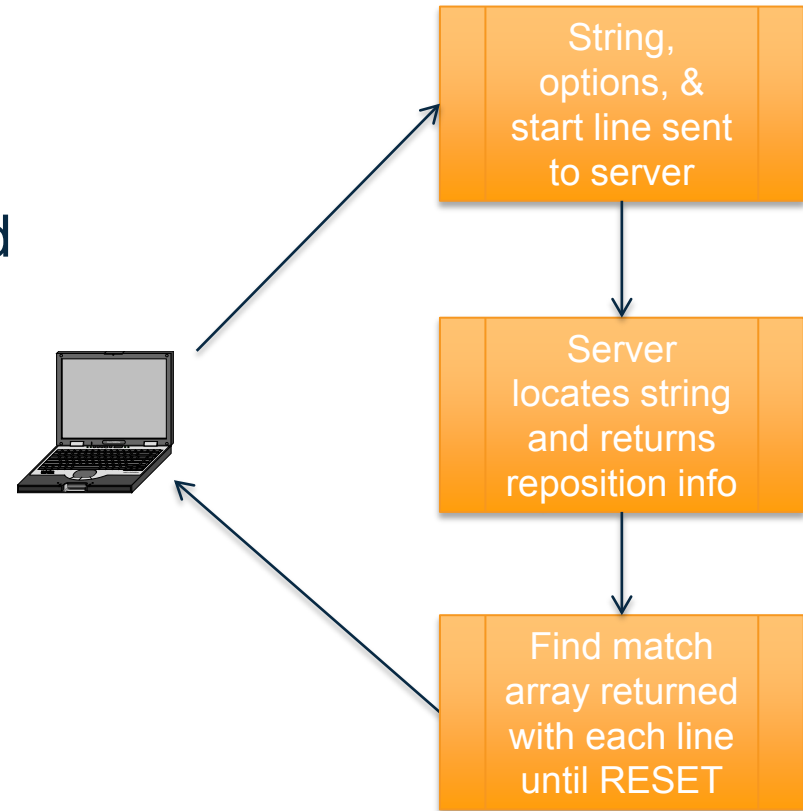 String,
options, &
start line sent
to server
Server
locates string
and returns
reposition info
Find match
array returned
with each line
until RESET